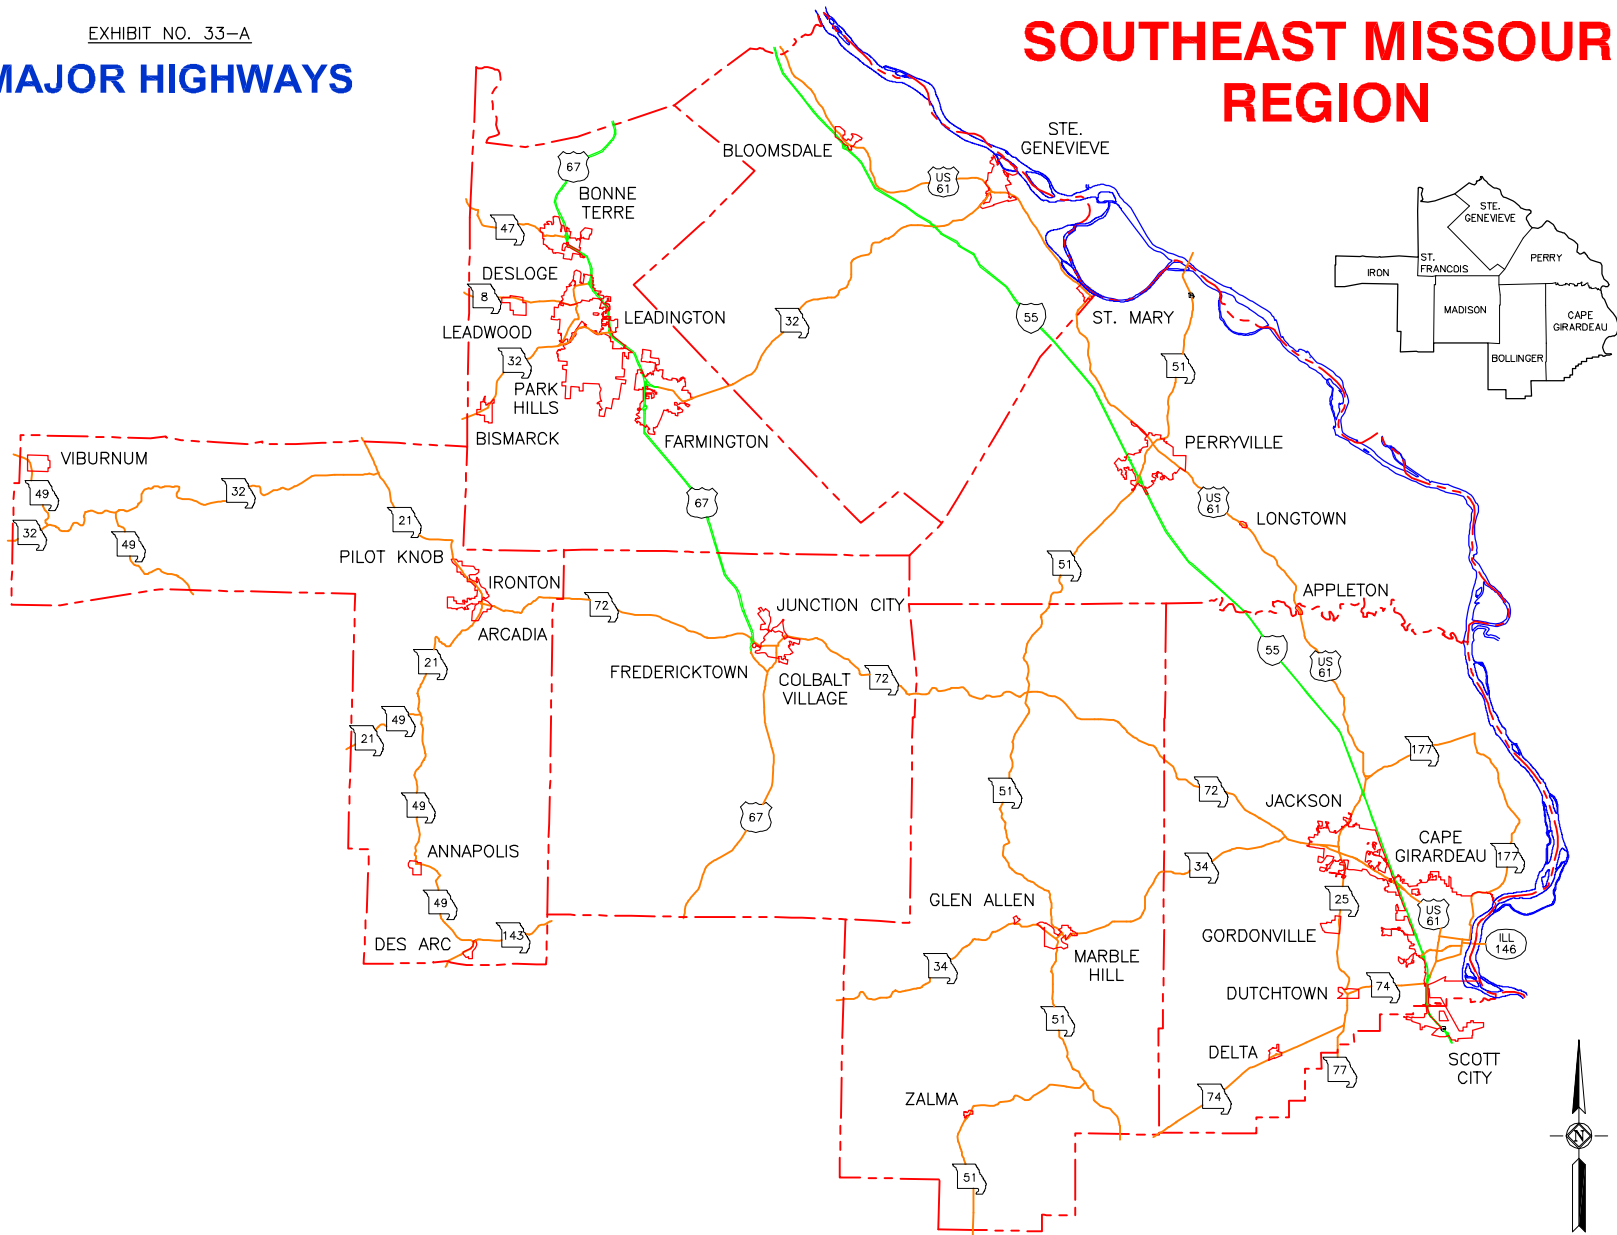 EXHIBIT NO. 33-A
MAJOR HIGHWAYS
SOUTHEAST MISSOUR
REGION
STE.
GENEVIEVE
BLOOMSDALE
US
61
67
BONNE
TERRE
47
DESLOGE
8
LEADWOOD
LEADINGTON
32
32
PARK
HILLS
BISMARCK
FARMINGTON
55
ST. MARY
51
STE.
GENEVIEVE
ST.
FRANCOIS
IRON
PERRY
MADISON
CAPE
GIRARDEAU
BOLLINGER
VIBURNUM
49
32
32
49
21
67
PERRYVILLE
US
61
LONGTOWN
PILOT KNOB
IRONTON
ARCADIA
72
JUNCTION CITY
51
APPLETON
FREDERICKTOWN
COLBALT
VILLAGE
72
55
US
61
21
49
21
49
67
51
72
177
JACKSON
CAPE
GIRARDEAU
177
ANNAPOLIS
49
DES ARC
143
34
GLEN ALLEN
25
US
61
GORDONVILLE
ILL
146
34
MARBLE
HILL
DUTCHTOWN
74
51
DELTA
77
SCOTT
CITY
74
ZALMA
51
N